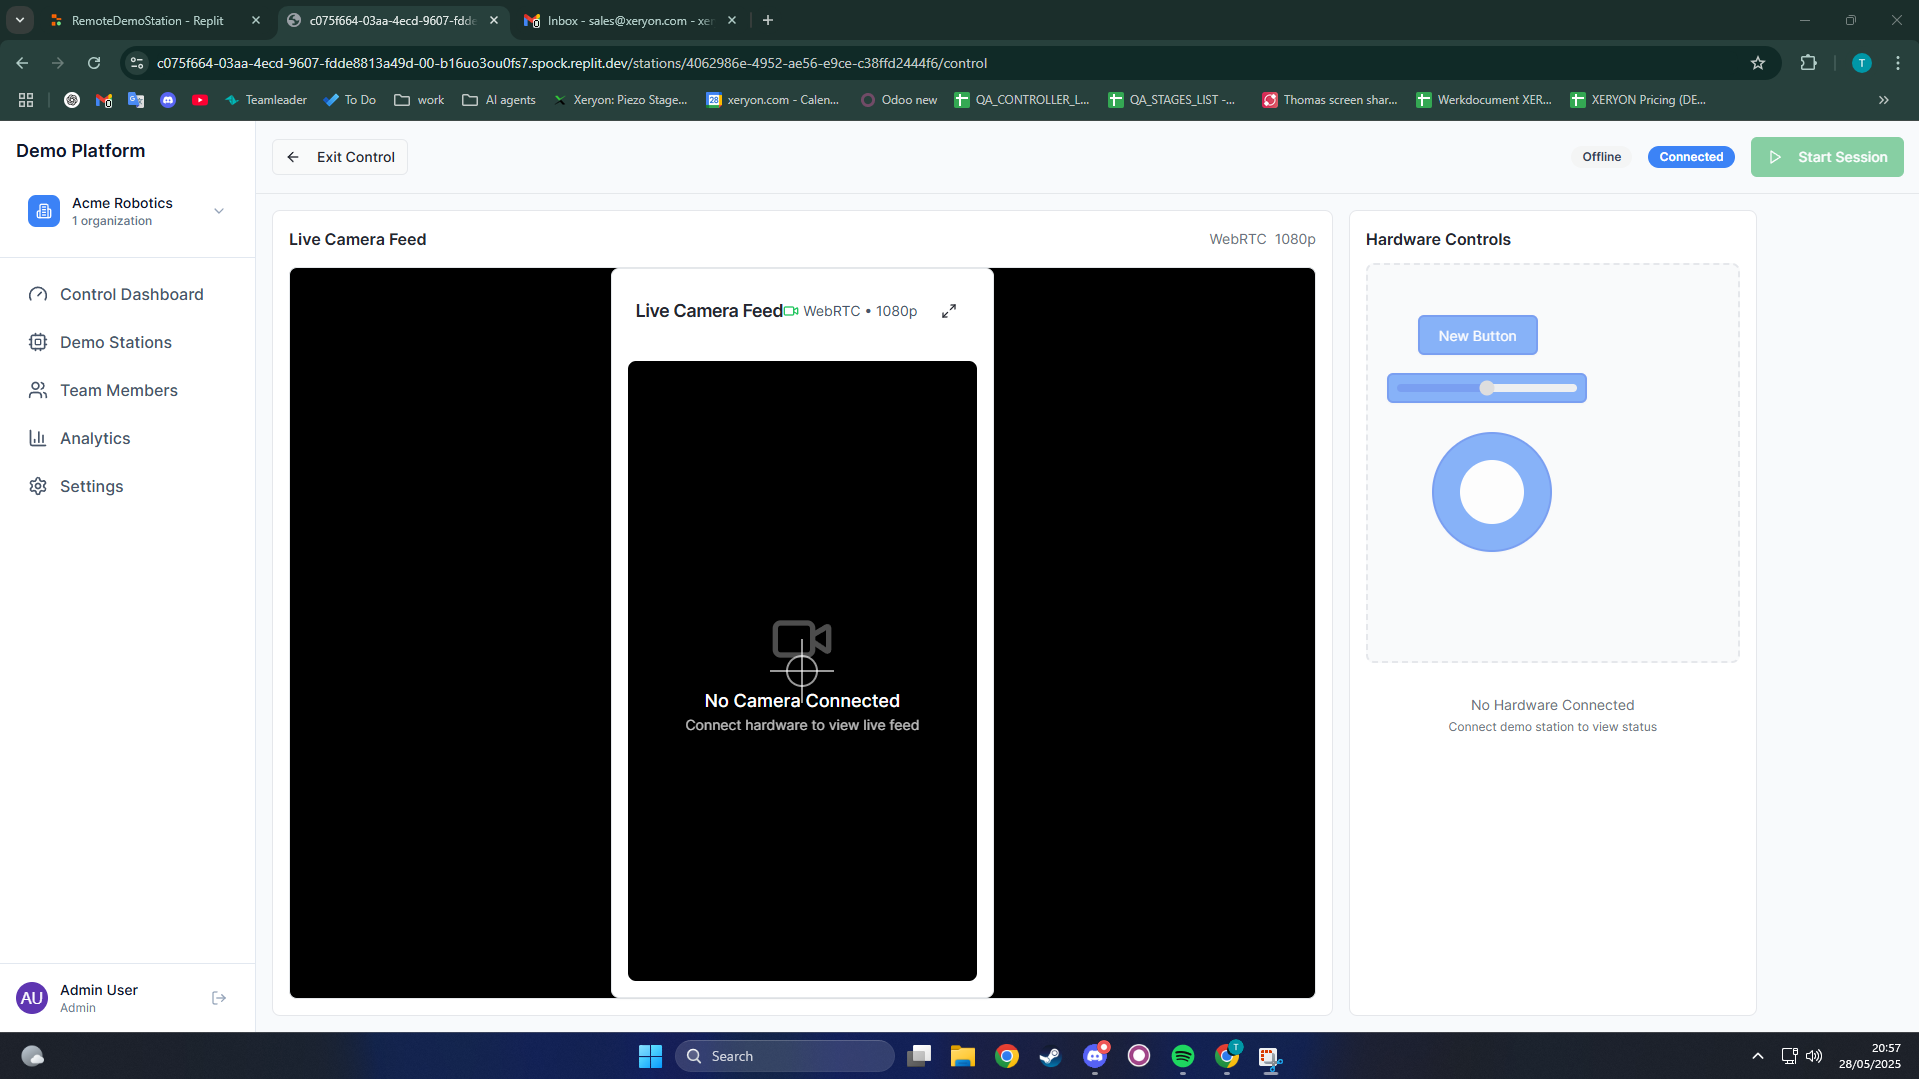 RemoteDemoStation - Replit
c075f664-03aa-4ecd-9607-fdde
Inbox - sales@xeryon.com - xer
c075f664-03aa-4ecd-9607-fdde8813a49d-00-b16uo3ou0fs7.spock.replit.dev/stations/4062986e-4952-ae56-e9ce-c38ffd2444f6/control
T
Teamleader
To Do
work
AI agents
Xeryon: Piezo Stage...
28
xeryon.com - Calen...
Odoo new
QA_CONTROLLER_L...
QA_STAGES_LIST -...
Thomas screen shar...
Werkdocument XER...
XERYON Pricing (DE...
Demo Platform
Acme Robotics
1 organization
Control Dashboard
Demo Stations
Team Members
Analytics
Settings
AU
Admin User
Admin
Exit Control
Offline
Connected
Start Session
Live Camera Feed
WebRTC 1080p
Live Camera Feed
WebRTC • 1080p
No Camera Connected
Connect hardware to view live feed
Hardware Controls
New Button
No Hardware Connected
Connect demo station to view status
Search
T
20:57
28/05/2025